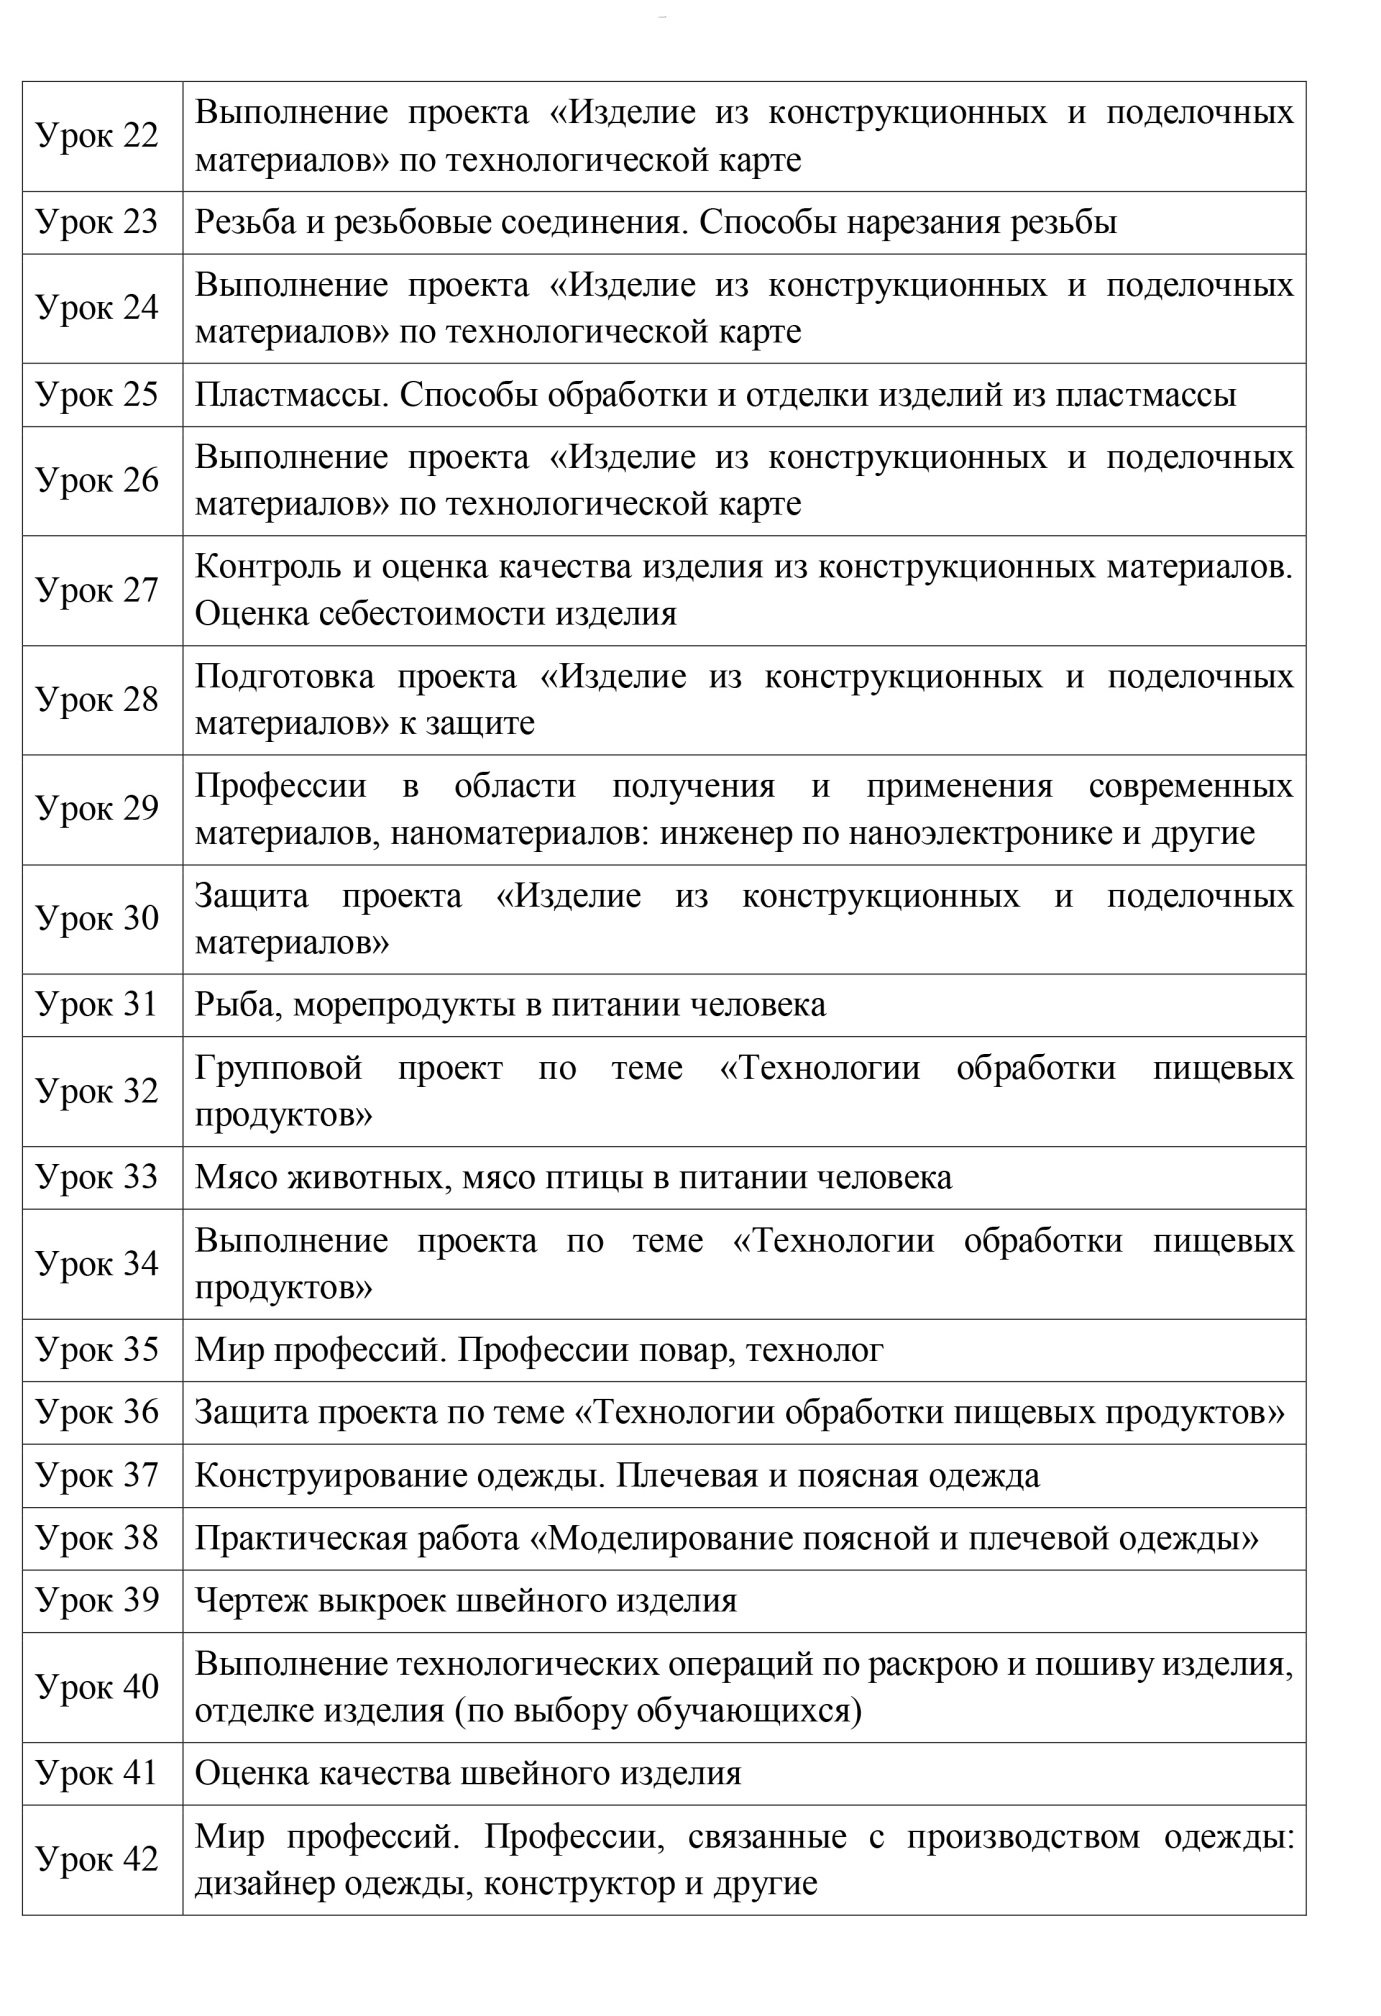 Урок 22
Выполнение проекта «Изделие из конструкционных и поделочных
материалов» по технологической карте
Урок 23
Резьба и резьбовые соединения. Способы нарезания резьбы
Урок 24
Выполнение проекта «Изделие из конструкционных и поделочных
материалов» по технологической карте
Урок 25
Пластмассы. Способы обработки и отделки изделий из пластмассы
Урок 26
Выполнение проекта «Изделие из конструкционных и поделочных
материалов» по технологической карте
Урок 27
Контроль и оценка качества изделия из конструкционных материалов.
Оценка себестоимости изделия
Урок 28
Подготовка проекта «Изделие из конструкционных и поделочных
материалов» к защите
Урок 29
Профессии в области получения и применения современных
материалов, наноматериалов: инженер по наноэлектронике и другие
Урок 30
Защита проекта «Изделие из конструкционных и поделочных
материалов»
Урок 31
Рыба, морепродукты в питании человека
Урок 32
Групповой проект по теме «Технологии обработки пищевых
продуктов»
Урок 33
Мясо животных, мясо птицы в питании человека
Урок 34
Выполнение проекта по теме «Технологии обработки пищевых
продуктов»
Урок 35
Мир профессий. Профессии повар, технолог
Урок 36
Защита проекта по теме «Технологии обработки пищевых продуктов»
Урок 37
Конструирование одежды. Плечевая и поясная одежда
Урок 38
Практическая работа «Моделирование поясной и плечевой одежды»
Урок 39
Чертеж выкроек швейного изделия
Урок 40
Выполнение технологических операций по раскрою и пошиву изделия,
отделке изделия (по выбору обучающихся)
Урок 41
Оценка качества швейного изделия
Урок 42
Мир профессий. Профессии, связанные с производством одежды:
дизайнер одежды, конструктор и другие